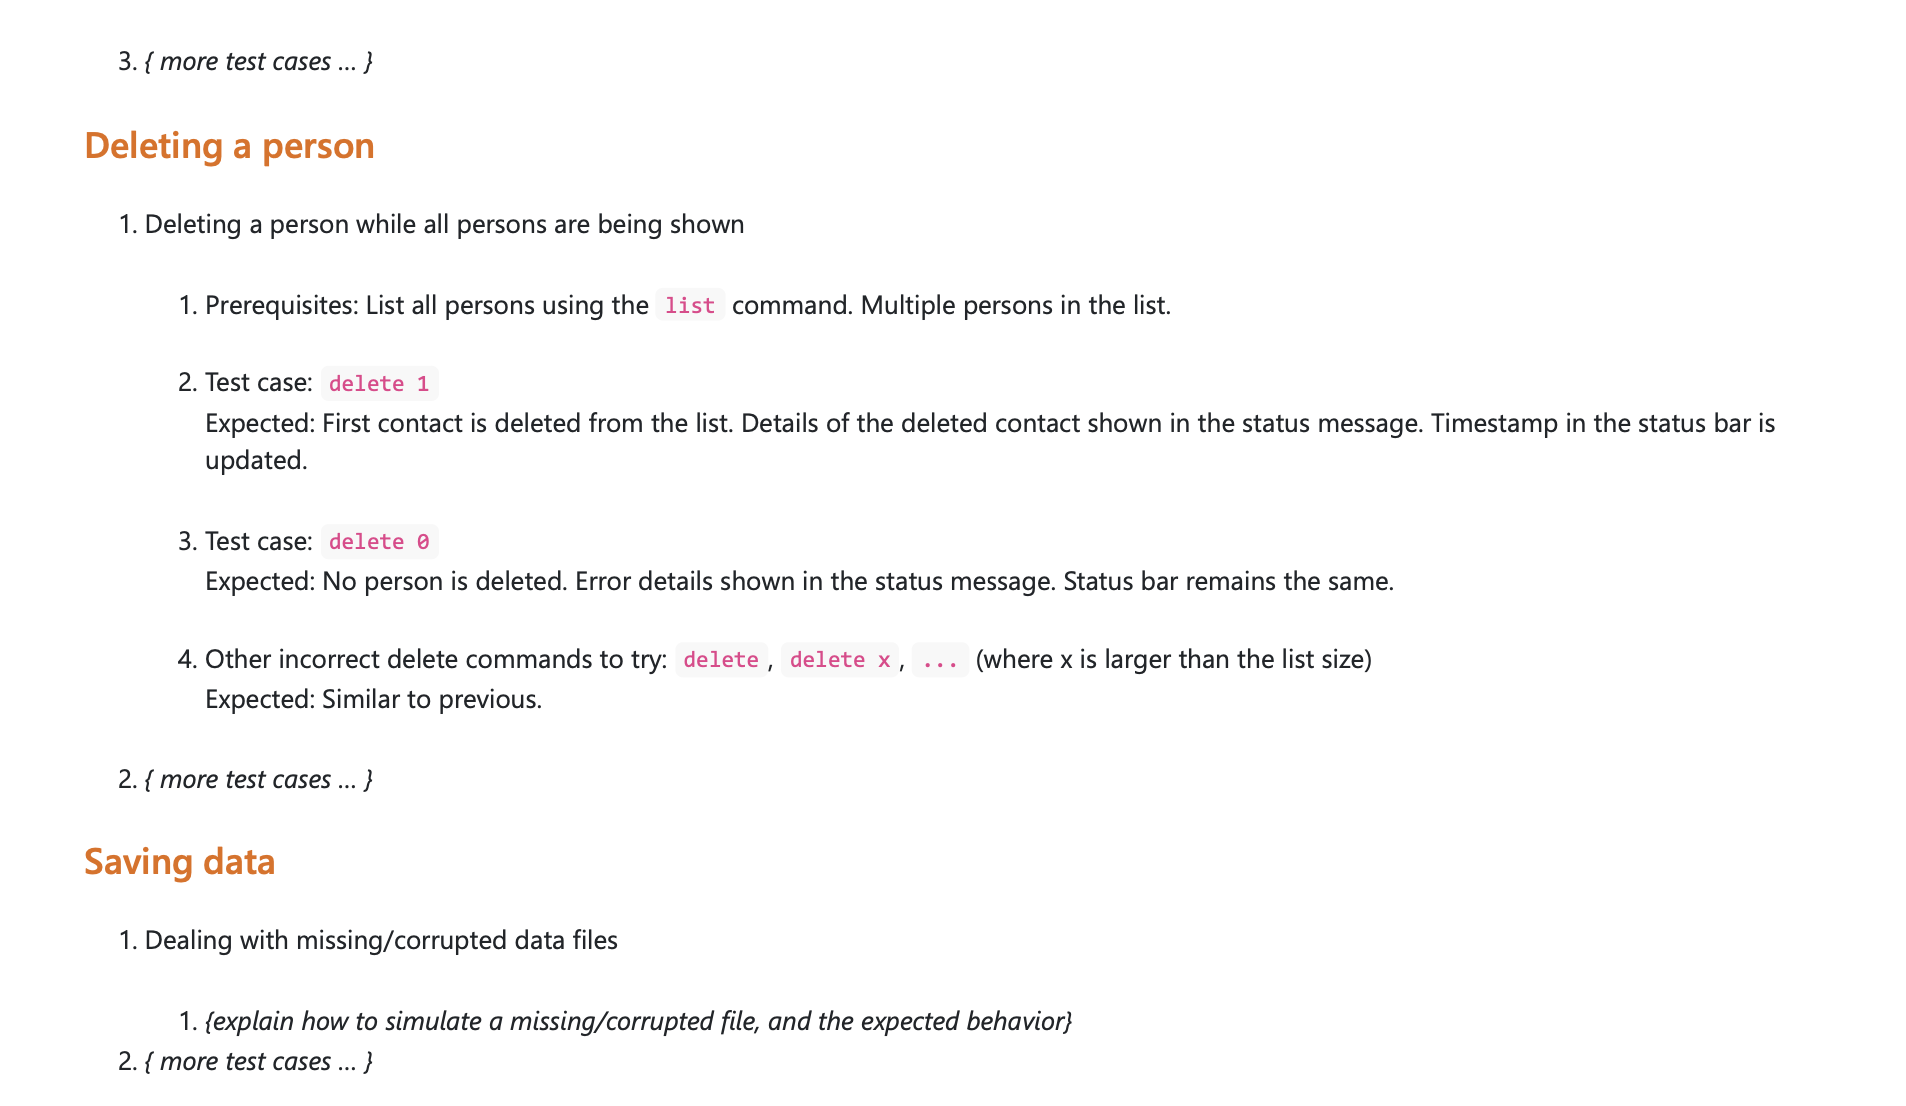 3. { more test cases … }
Deleting a person
1. Deleting a person while all persons are being shown
1. Prerequisites: List all persons using the list command. Multiple persons in the list.
2. Test case: delete 1
Expected: First contact is deleted from the list. Details of the deleted contact shown in the status message. Timestamp in the status bar is
updated.
3. Test case: delete 0
Expected: No person is deleted. Error details shown in the status message. Status bar remains the same.
4. Other incorrect delete commands to try: delete, delete x, ... (where x is larger than the list size)
Expected: Similar to previous.
2. { more test cases … }
Saving data
1. Dealing with missing/corrupted data files
1. {explain how to simulate a missing/corrupted file, and the expected behavior}
2. { more test cases … }